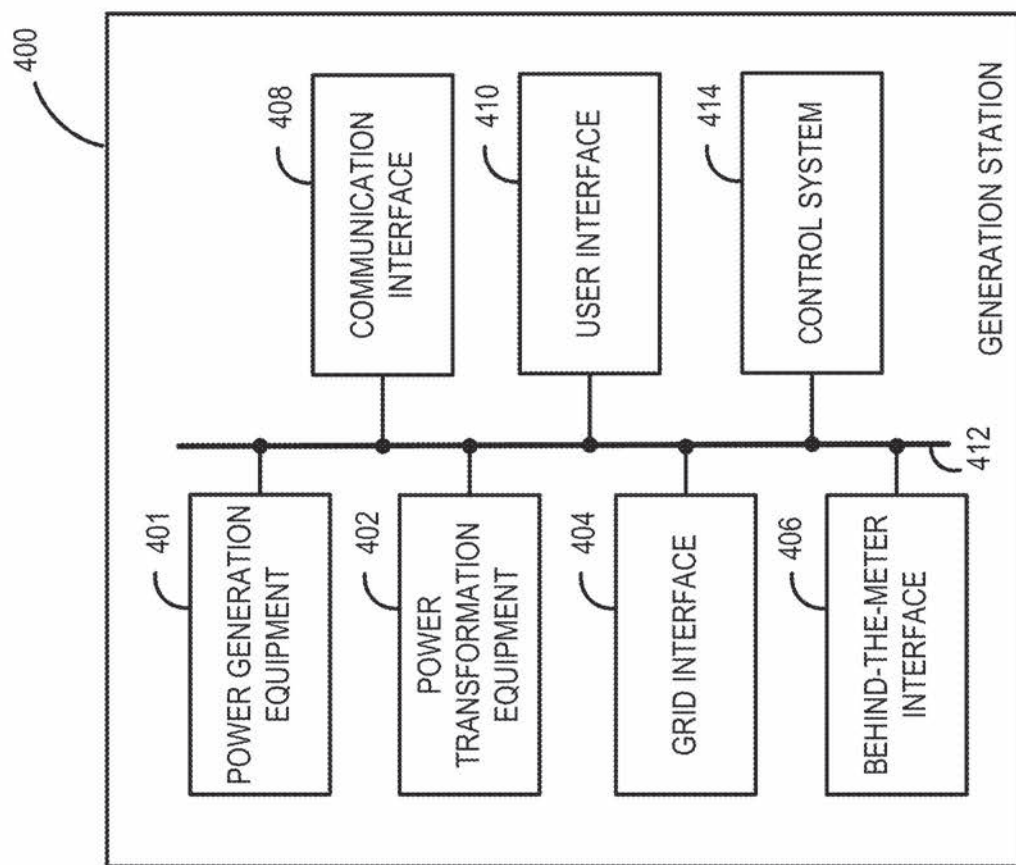 400
401
POWER GENERATION
EQUIPMENT
402
POWER
TRANSFORMATION
EQUIPMENT
404
GRID INTERFACE
406
BEHIND-THE-METER
INTERFACE
408
COMMUNICATION
INTERFACE
410
USER INTERFACE
414
CONTROL SYSTEM
412
GENERATION STATION